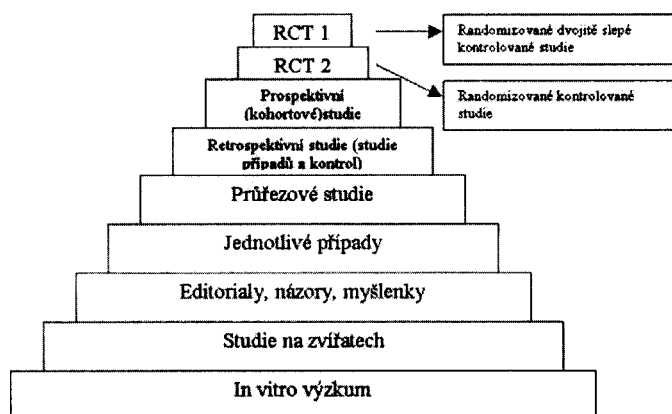 RCT 1
Randomizované dvojitě slepé
kontrolované studie
RCT 2
Randomizované kontrolované
studie
Prospektivní
(kohortové)studie
Retrospektivní studie (studie
případů a kontrol)
Průřezové studie
Jednotlivé případy
Editorialy, názory, myšlenky
Studie na zvířatech
In vitro výzkum